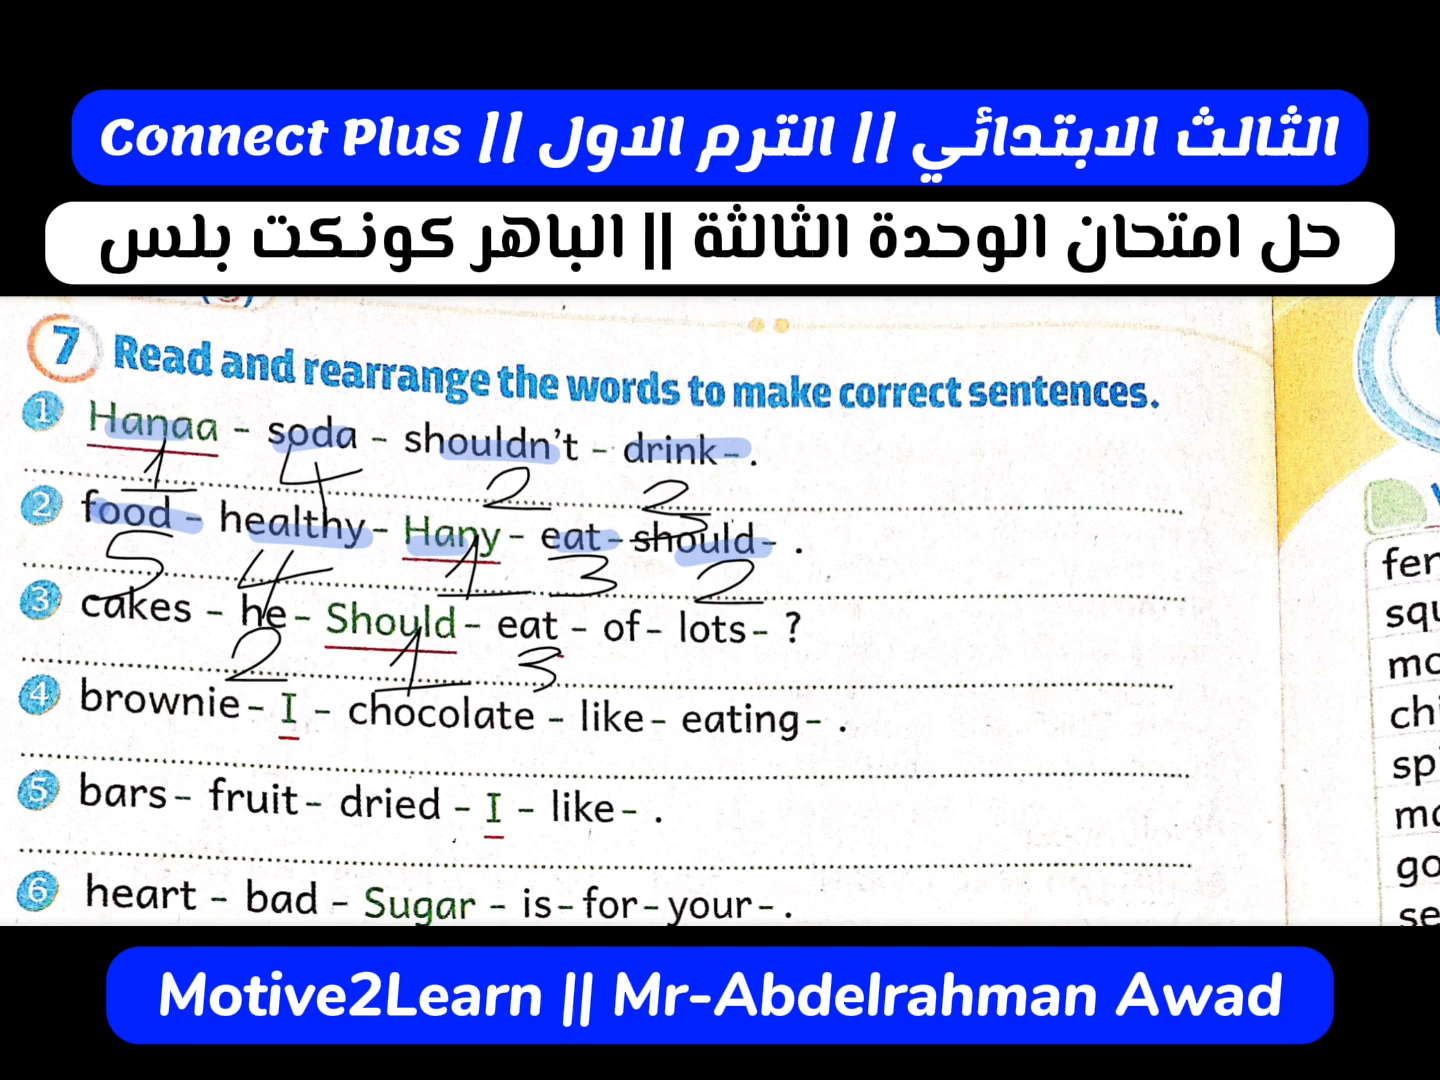 الثالث الابتدائي || الترم الاول || Connect Plus
حل امتحان الوحدة الثالثة || الباهر كونكت بلس
7 Read and rearrange the words to make correct sentences.
1 Hanaa - soda - shouldn't - drink - .
1 4 2 3
2 food - healthy - Hany - eat - should - .
5 4 1 3 2
3 cakes - he - Should - eat - of - lots - ?
2 1 3
4 brownie - I - chocolate - like - eating - .
5 bars - fruit - dried - I - like - .
6 heart - bad - Sugar - is - for - your - .
Motive2Learn || Mr-Abdelrahman Awad